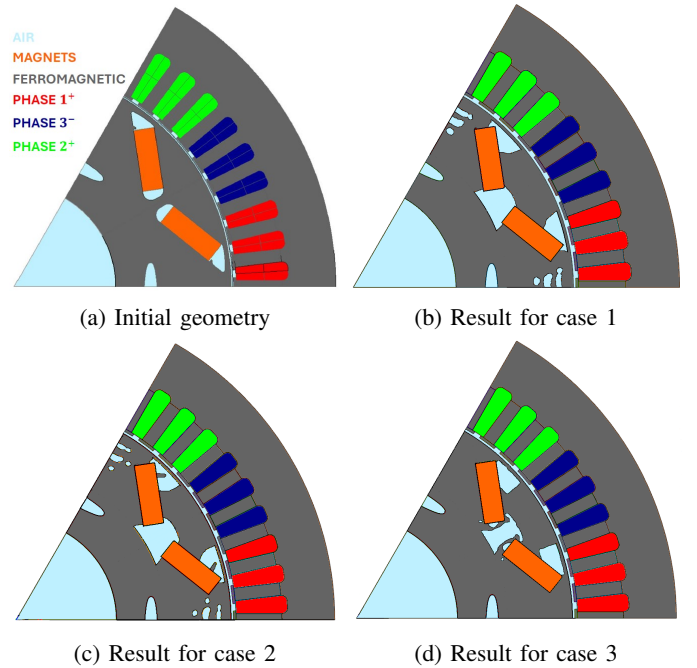 AIR
MAGNETS
FERROMAGNETIC
PHASE 1⁺
PHASE 3⁻
PHASE 2⁺
(a) Initial geometry
(b) Result for case 1
(c) Result for case 2
(d) Result for case 3